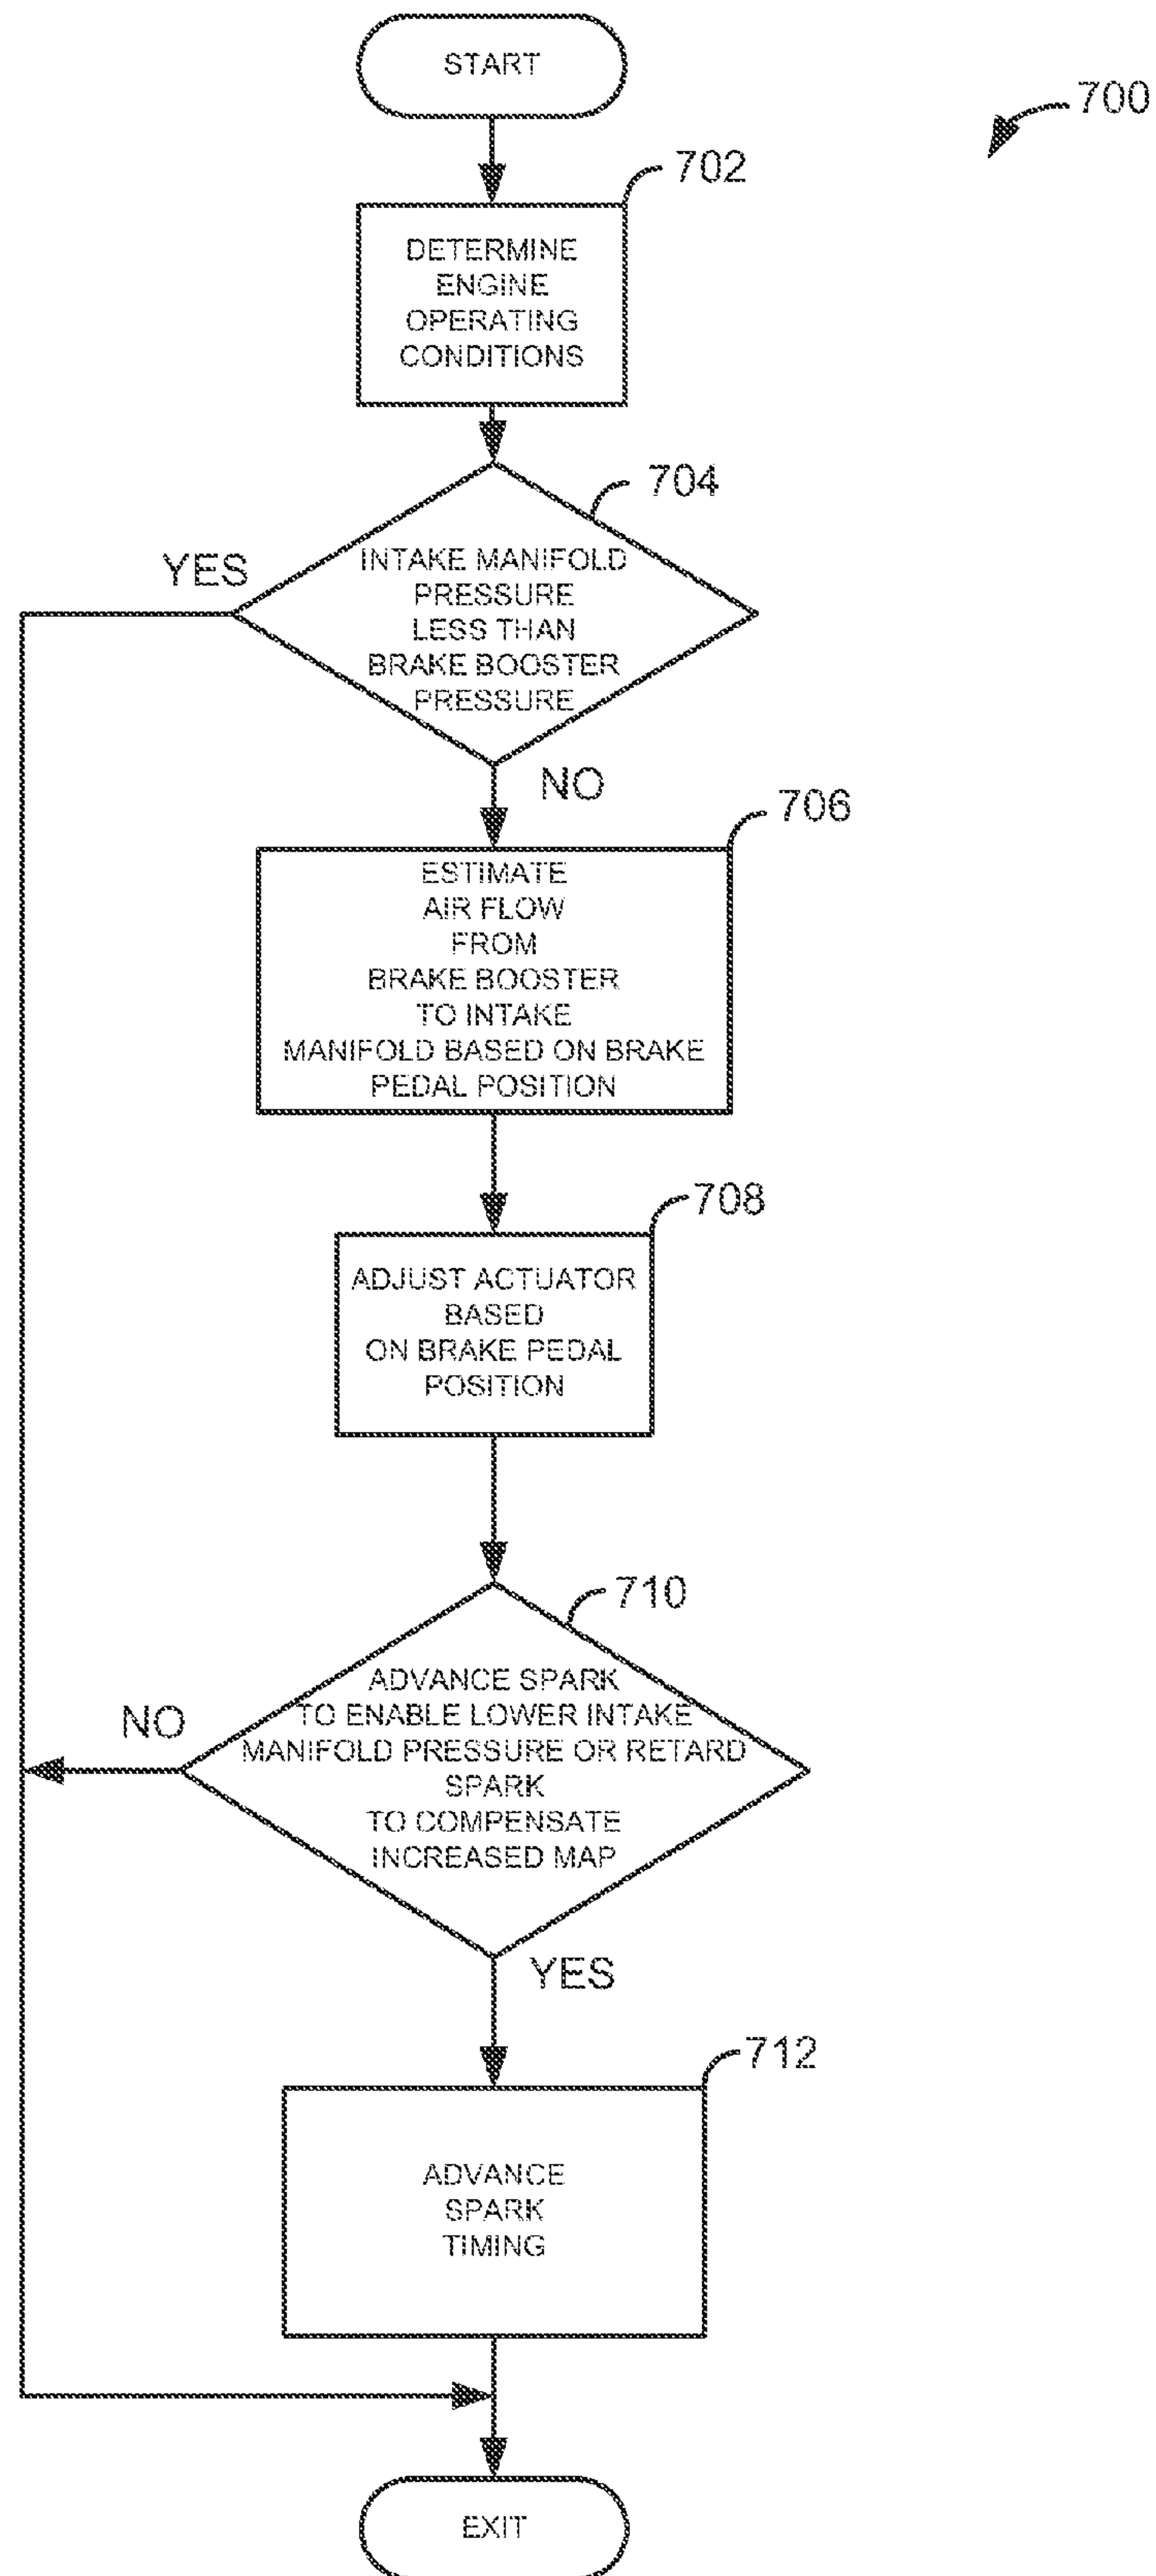 START
700
702
DETERMINE
ENGINE
OPERATING
CONDITIONS
704
YES
INTAKE MANIFOLD
PRESSURE
LESS THAN
BRAKE BOOSTER
PRESSURE
NO
706
ESTIMATE
AIR FLOW
FROM
BRAKE BOOSTER
TO INTAKE
MANIFOLD BASED ON BRAKE
PEDAL POSITION
708
ADJUST ACTUATOR
BASED
ON BRAKE PEDAL
POSITION
710
NO
ADVANCE SPARK
TO ENABLE LOWER INTAKE
MANIFOLD PRESSURE OR RETARD
SPARK
TO COMPENSATE
INCREASED MAP
YES
712
ADVANCE
SPARK
TIMING
EXIT